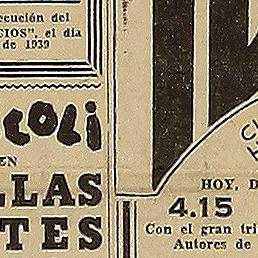 ecución del
CIOS", el día
de 1939
COLI
EN
LLAS
TES
HOY, D
4.15
Con el gran tri
Autores de